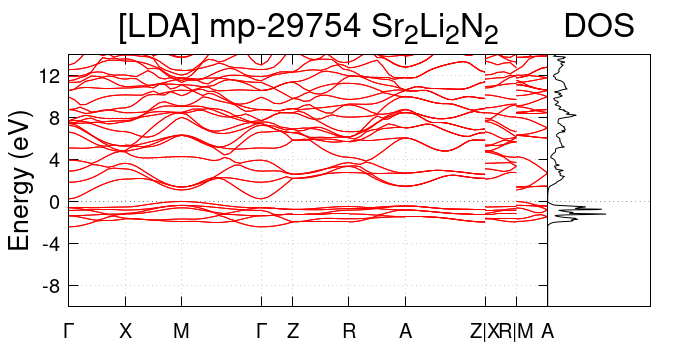 [LDA] mp-29754 Sr₂Li₂N₂ DOS
Energy (eV)
12
8
4
0
-4
-8
Γ X M Γ Z R A Z|XR|M A